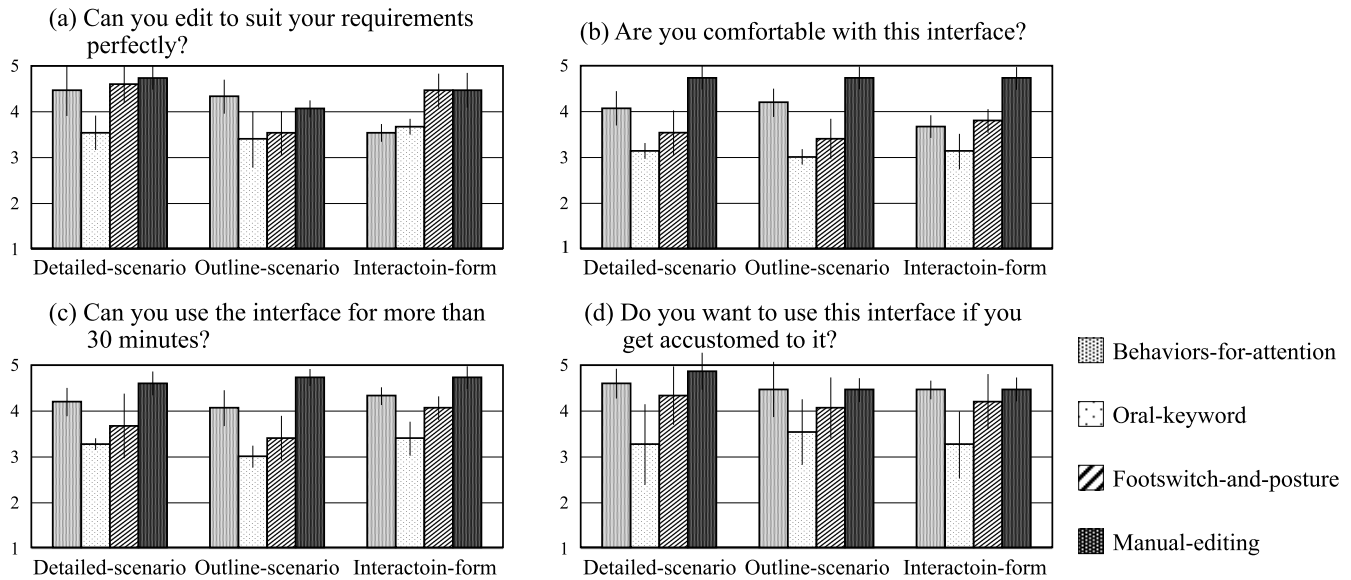 (a) Can you edit to suit your requirements
perfectly?
5
4
3
2
1
Detailed-scenario Outline-scenario Interactoin-form
(b) Are you comfortable with this interface?
5
4
3
2
1
Detailed-scenario Outline-scenario Interactoin-form
(c) Can you use the interface for more than
30 minutes?
5
4
3
2
1
Detailed-scenario Outline-scenario Interactoin-form
(d) Do you want to use this interface if you
get accustomed to it?
5
4
3
2
1
Detailed-scenario Outline-scenario Interactoin-form
Behaviors-for-attention
Oral-keyword
Footswitch-and-posture
Manual-editing